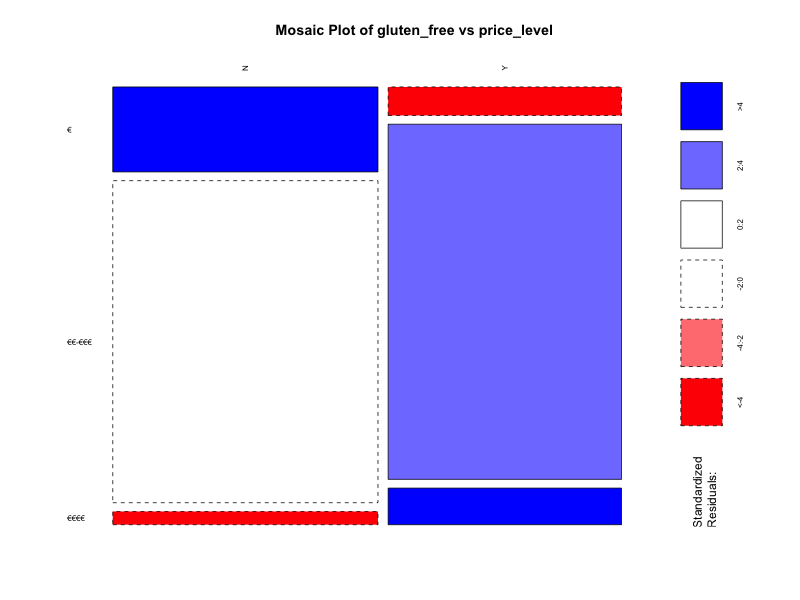 Mosaic Plot of gluten_free vs price_level
N
Y
€
€€-€€€
€€€€
>4
2:4
0:2
-2:0
-4:-2
<-4
Standardized
Residuals: